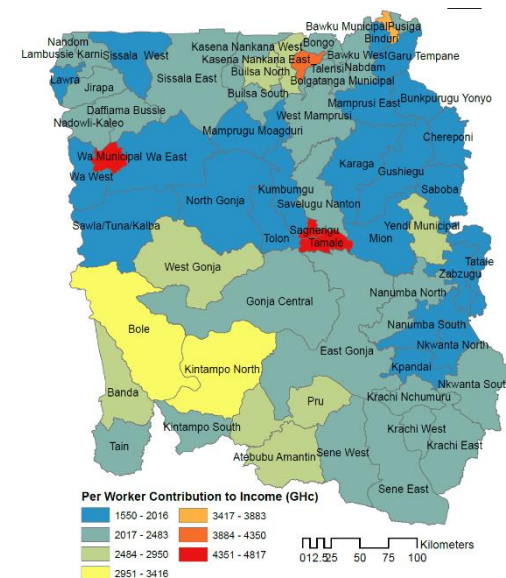 Bawku Municipal Pusiga
Nandom
Kasena Nankana West Bongo
Binduri
Lambussie Karni Sissala West
Kasena Nankana East
Bawku West Garu Tempane
Builsa North
Talensi Nabdam
Lawra
Sissala East
Bolgatanga Municipal
Jirapa
Builsa South
Mamprusi East
Bunkpurugu Yonyo
Daffiama Bussie
West Mamprusi
Nadowli-Kaleo
Mamprugu Moagduri
Chereponi
Wa Municipal Wa East
Karaga
Gushiegu
Wa West
Kumbumgu
Saboba
North Gonja
Savelugu Nanton
Sawla/Tuna/Kalba
Sagnerigu
Yendi Municipal
Tolon
Tamale
Mion
Tatale
West Gonja
Zabzugu
Gonja Central
Nanumba North
Bole
Nanumba South
East Gonja
Nkwanta North
Kintampo North
Kpandai
Nkwanta Sout
Banda
Pru
Krachi Nchumuru
Kintampo South
Krachi West
Tain
Sene West
Krachi East
Atebubu Amantin
Sene East
Per Worker Contribution to Income (GHc)
1550 - 2016
3417 - 3883
2017 - 2483
3884 - 4350
Kilometers
2484 - 2950
4351 - 4817
0 12.5 25 50 75 100
2951 - 3416